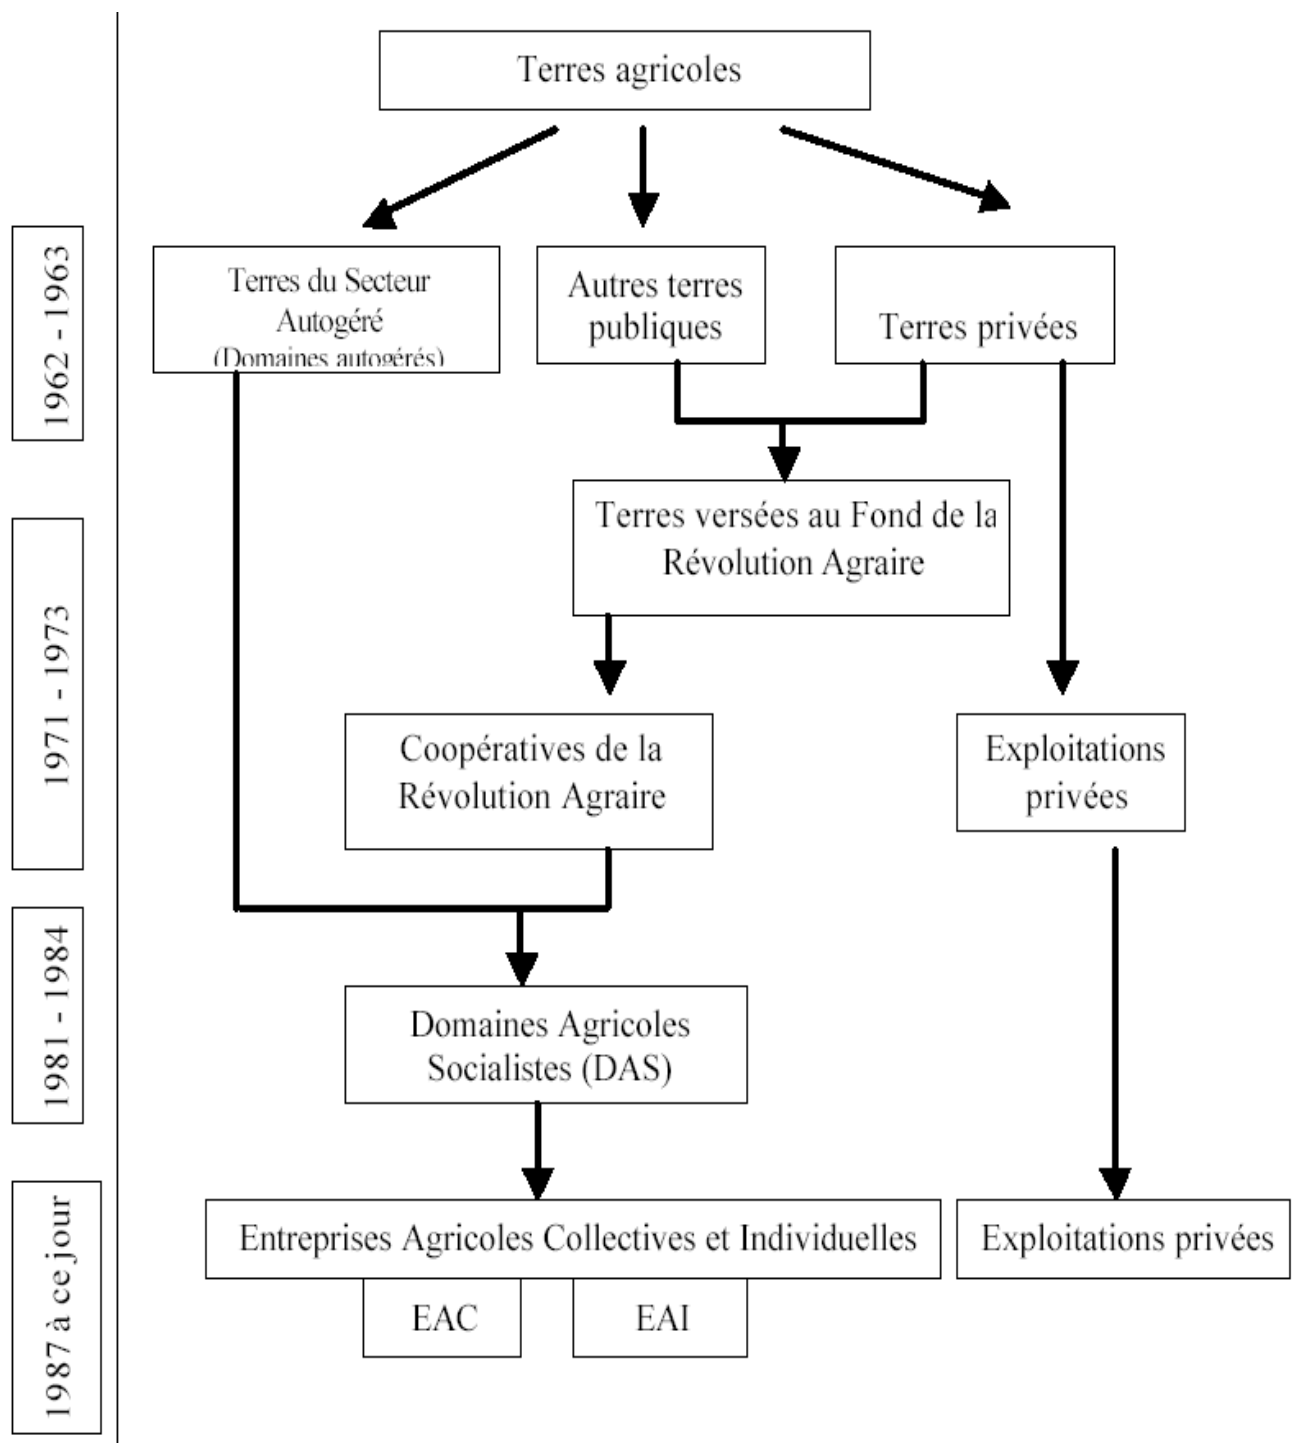 Terres agricoles
1962 - 1963
Terres du Secteur
Autogéré
(Domaines autogérés)
Autres terres
publiques
Terres privées
1971 - 1973
Terres versées au Fond de la
Révolution Agraire
Coopératives de la
Révolution Agraire
Exploitations
privées
1981 - 1984
Domaines Agricoles
Socialistes (DAS)
1987 à ce jour
Entreprises Agricoles Collectives et Individuelles
Exploitations privées
EAC
EAI